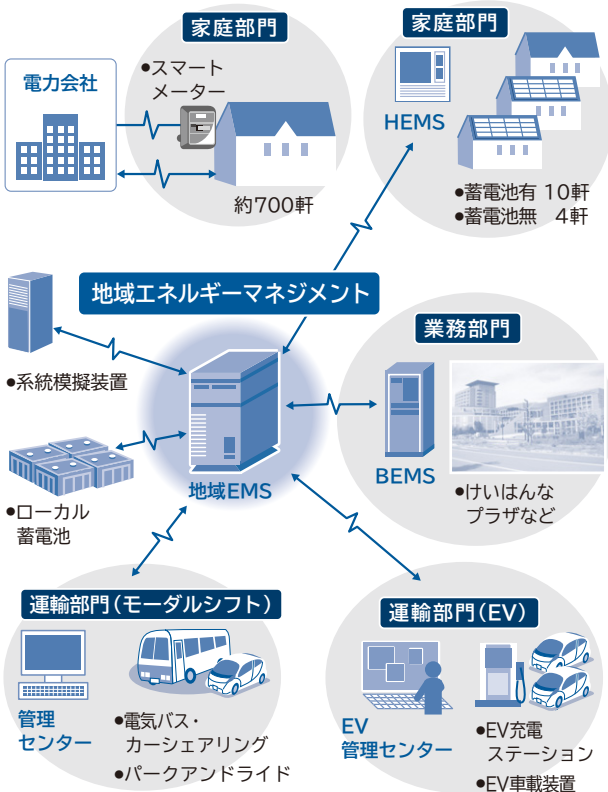 家庭部門
電力会社
●スマート
メーター
約700軒
家庭部門
HEMS
●蓄電池有 10軒
●蓄電池無 4軒
地域エネルギーマネジメント
●系統模擬装置
地域EMS
●ローカル
蓄電池
業務部門
BEMS
●けいはんな
プラザなど
運輸部門(モーダルシフト)
管理
センター
●電気バス・
カーシェアリング
●パークアンドライド
運輸部門(EV)
EV
管理センター
●EV充電
ステーション
●EV車載装置